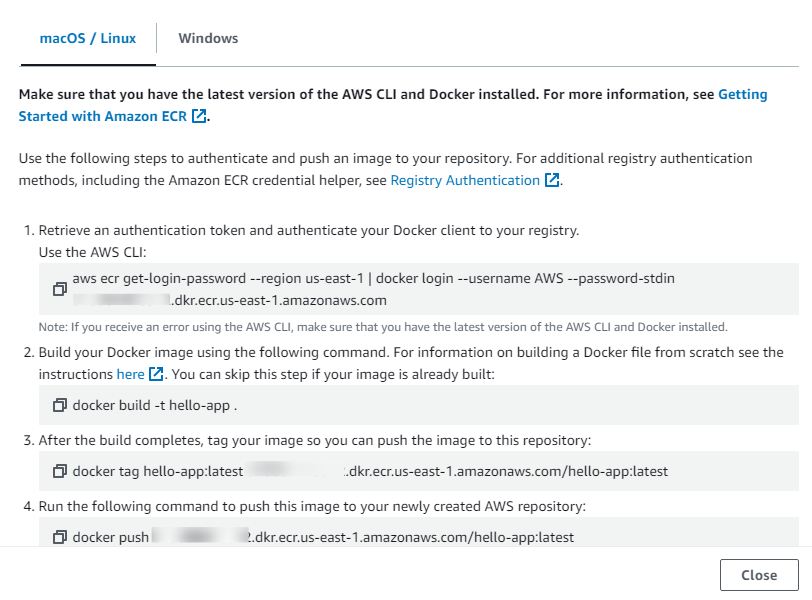 macOS / Linux
Windows
Make sure that you have the latest version of the AWS CLI and Docker installed. For more information, see Getting
Started with Amazon ECR.
Use the following steps to authenticate and push an image to your repository. For additional registry authentication
methods, including the Amazon ECR credential helper, see Registry Authentication.
1. Retrieve an authentication token and authenticate your Docker client to your registry.
Use the AWS CLI:
aws ecr get-login-password --region us-east-1 | docker login --username AWS --password-stdin
.dkr.ecr.us-east-1.amazonaws.com
Note: If you receive an error using the AWS CLI, make sure that you have the latest version of the AWS CLI and Docker installed.
2. Build your Docker image using the following command. For information on building a Docker file from scratch see the
instructions here. You can skip this step if your image is already built:
docker build -t hello-app .
3. After the build completes, tag your image so you can push the image to this repository:
docker tag hello-app:latest .dkr.ecr.us-east-1.amazonaws.com/hello-app:latest
4. Run the following command to push this image to your newly created AWS repository:
docker push .dkr.ecr.us-east-1.amazonaws.com/hello-app:latest
Close